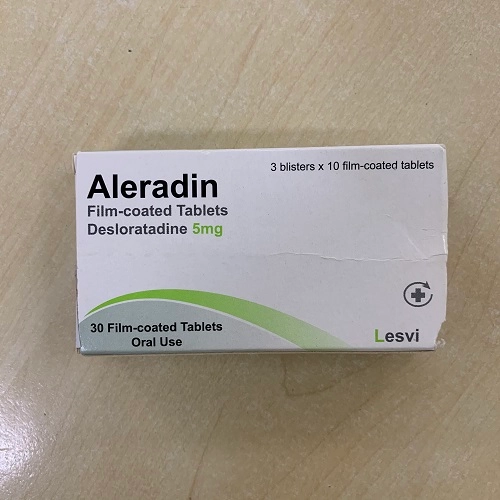 3 blisters x 10 film-coated tablets
Aleradin
Film-coated Tablets
Desloratadine 5mg
30 Film-coated Tablets
Oral Use
Lesvi